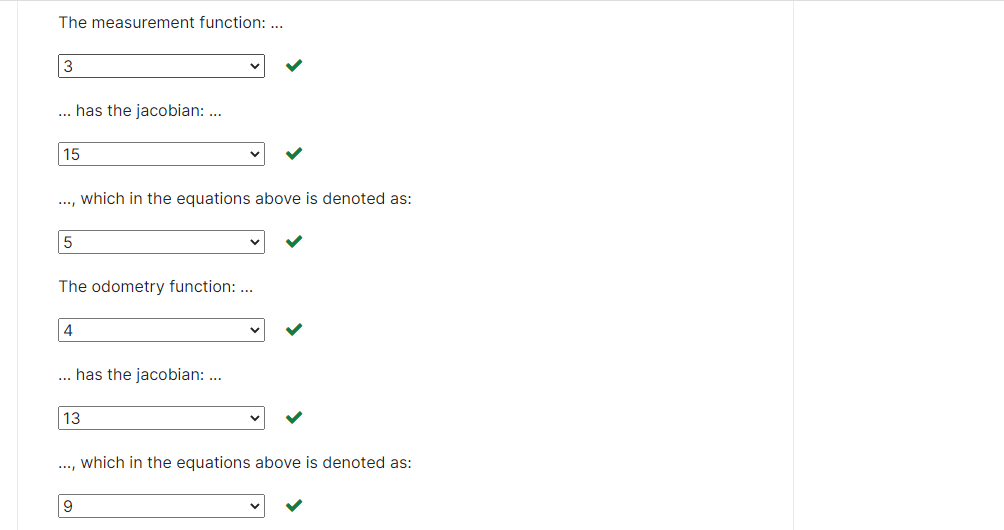 The measurement function: ...
3
... has the jacobian: ...
15
..., which in the equations above is denoted as:
5
The odometry function: ...
4
... has the jacobian: ...
13
..., which in the equations above is denoted as:
9